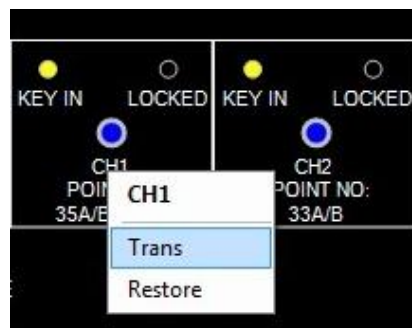 KEY IN LOCKED KEY IN LOCKED
CH1 CH2
POINT NO:
35A/B 33A/B
CH1
Trans
Restore